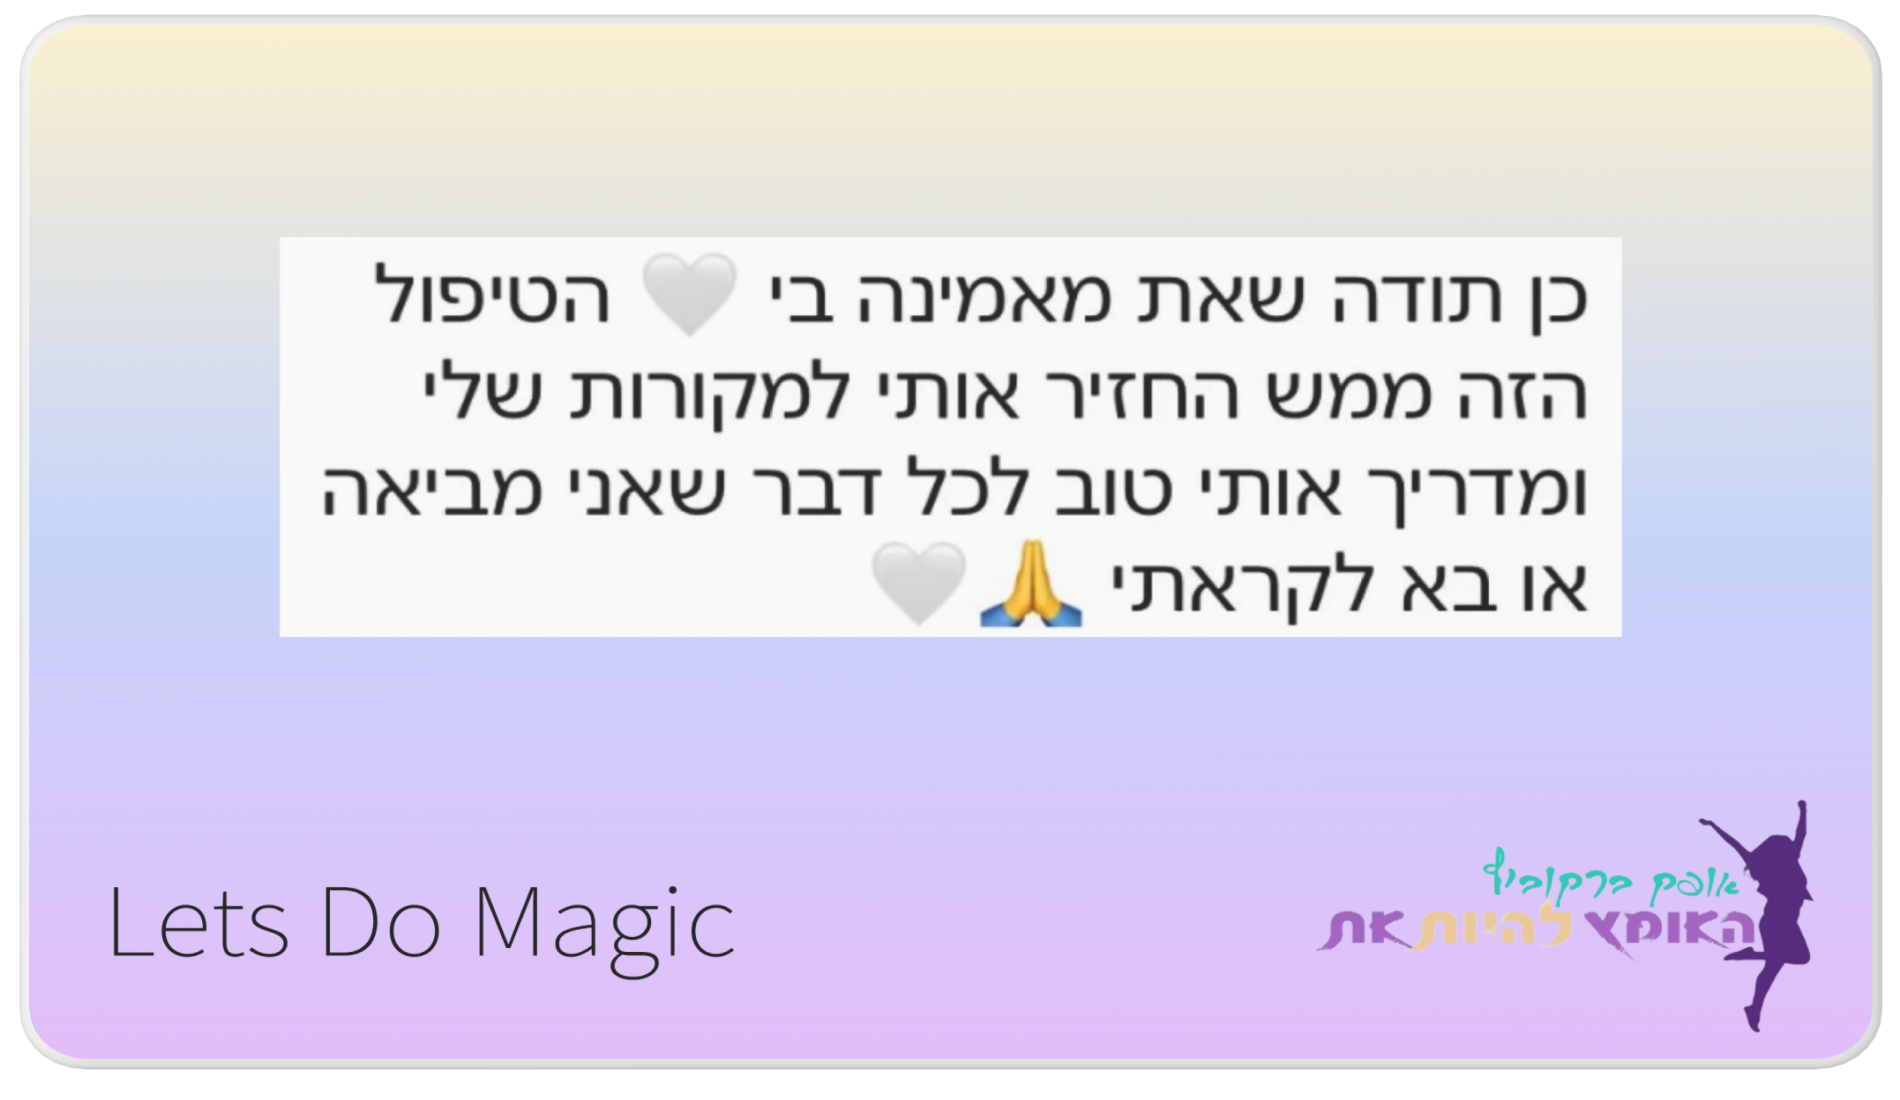 כן תודה שאת מאמינה בי 🤍 הטיפול
הזה ממש החזיר אותי למקורות שלי
ומדריך אותי טוב לכל דבר שאני מביאה
או בא לקראתי 🙏🤍
אופק ברקוביץ
האומץ להיות את
Lets Do Magic